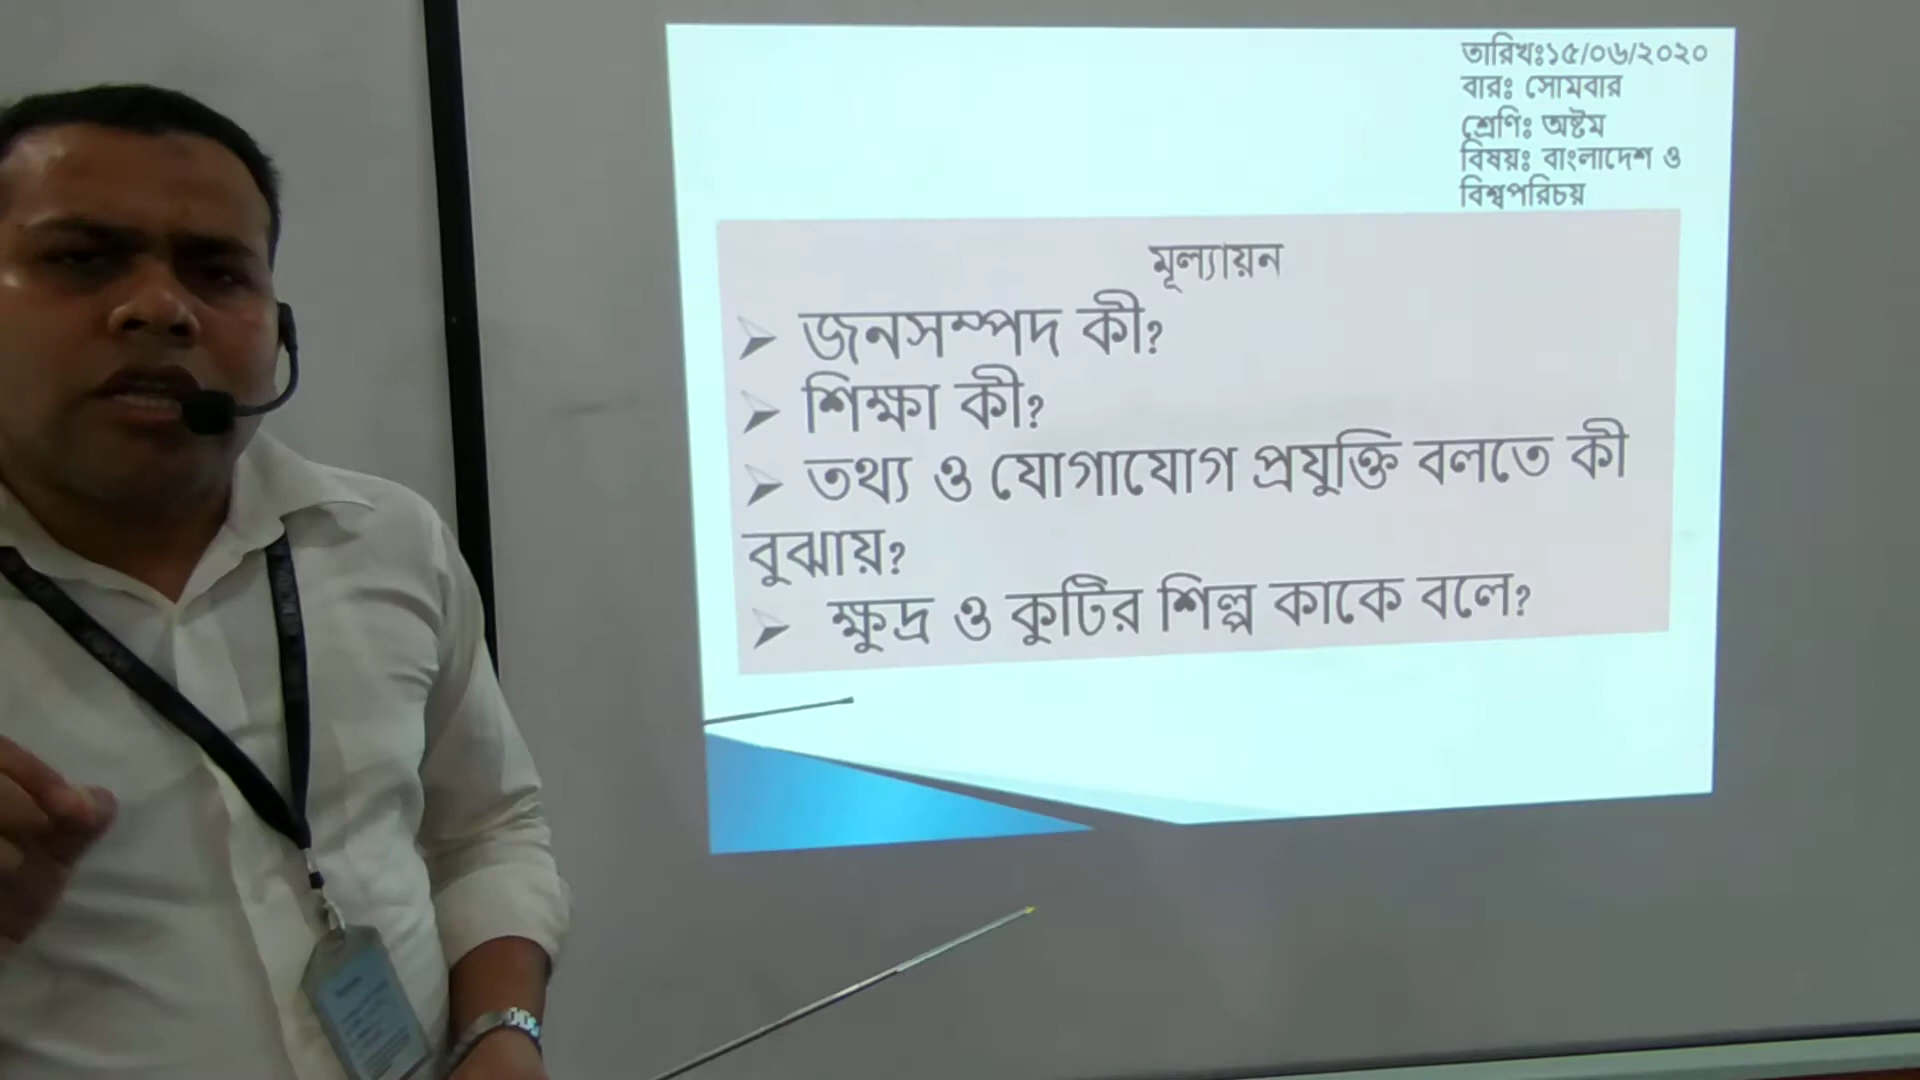 তারিখঃ১৫/০৬/২০২০
বারঃ সোমবার
শ্রেণিঃ অষ্টম
বিষয়ঃ বাংলাদেশ ও
বিশ্বপরিচয়
মূল্যায়ন
➢ জনসম্পদ কী?
➢ শিক্ষা কী?
➢ তথ্য ও যোগাযোগ প্রযুক্তি বলতে কী
বুঝায়?
➢ ক্ষুদ্র ও কুটির শিল্প কাকে বলে?